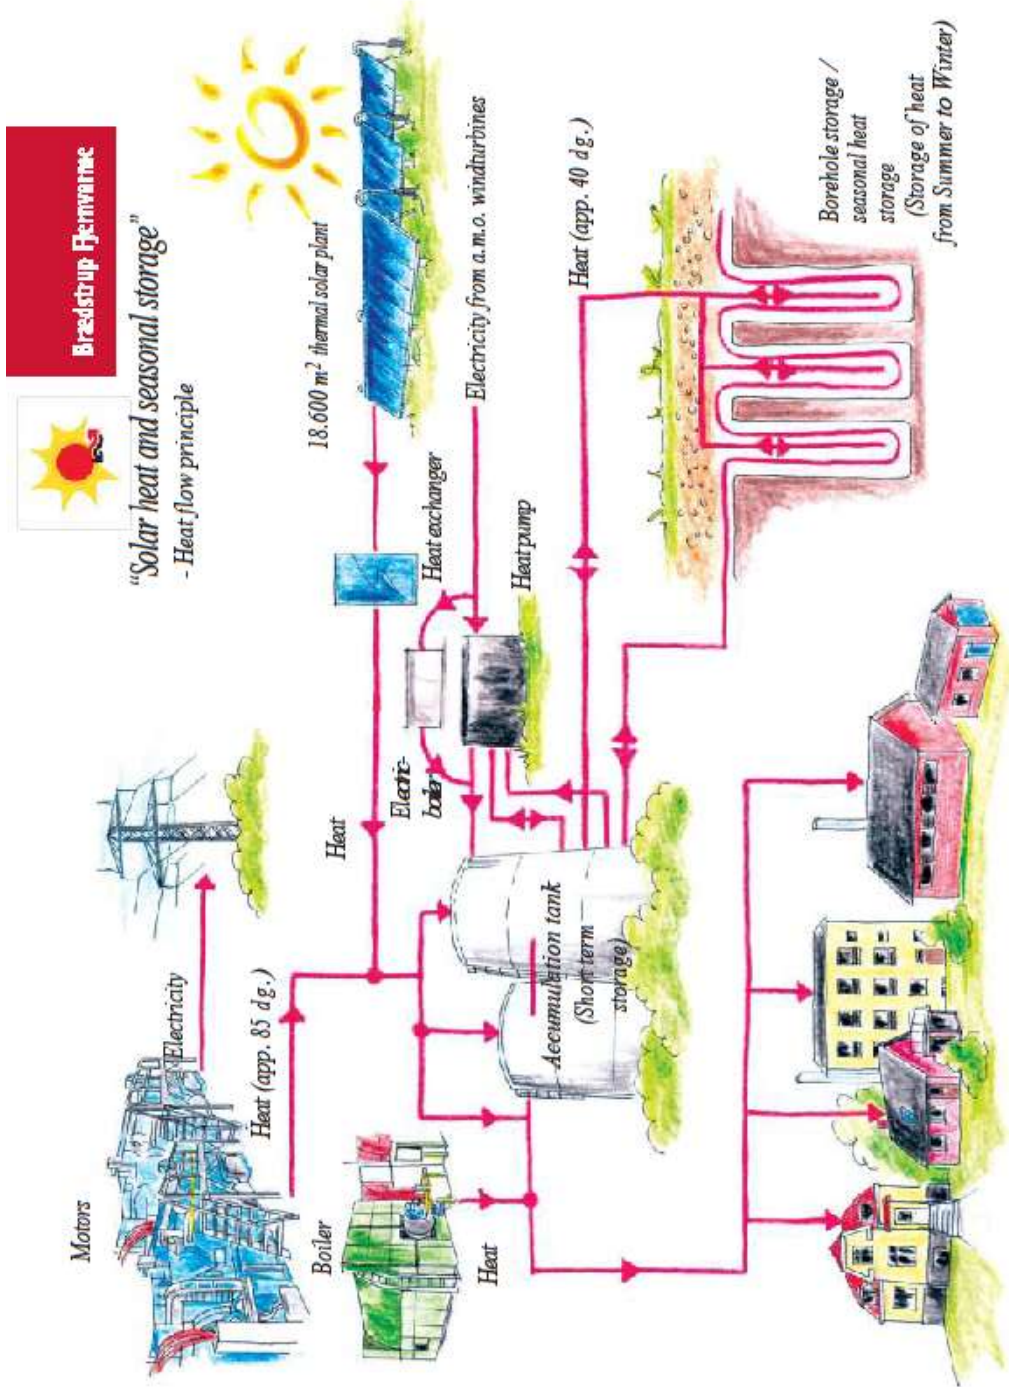 Brædstrup Fjernvarme
"Solar heat and seasonal storage"
- Heat flow principle
18.600 m² thermal solar plant
Motors
Electricity
Heat (app. 85 dg.)
Heat
Heat exchanger
Electricity from a.m.o. windturbines
Boiler
Heat
Electric-
boiler
Heat pump
Heat (app. 40 dg.)
Accumulation tank
(Short term
storage)
Borehole storage /
seasonal heat
storage
(Storage of heat
from Summer to Winter)